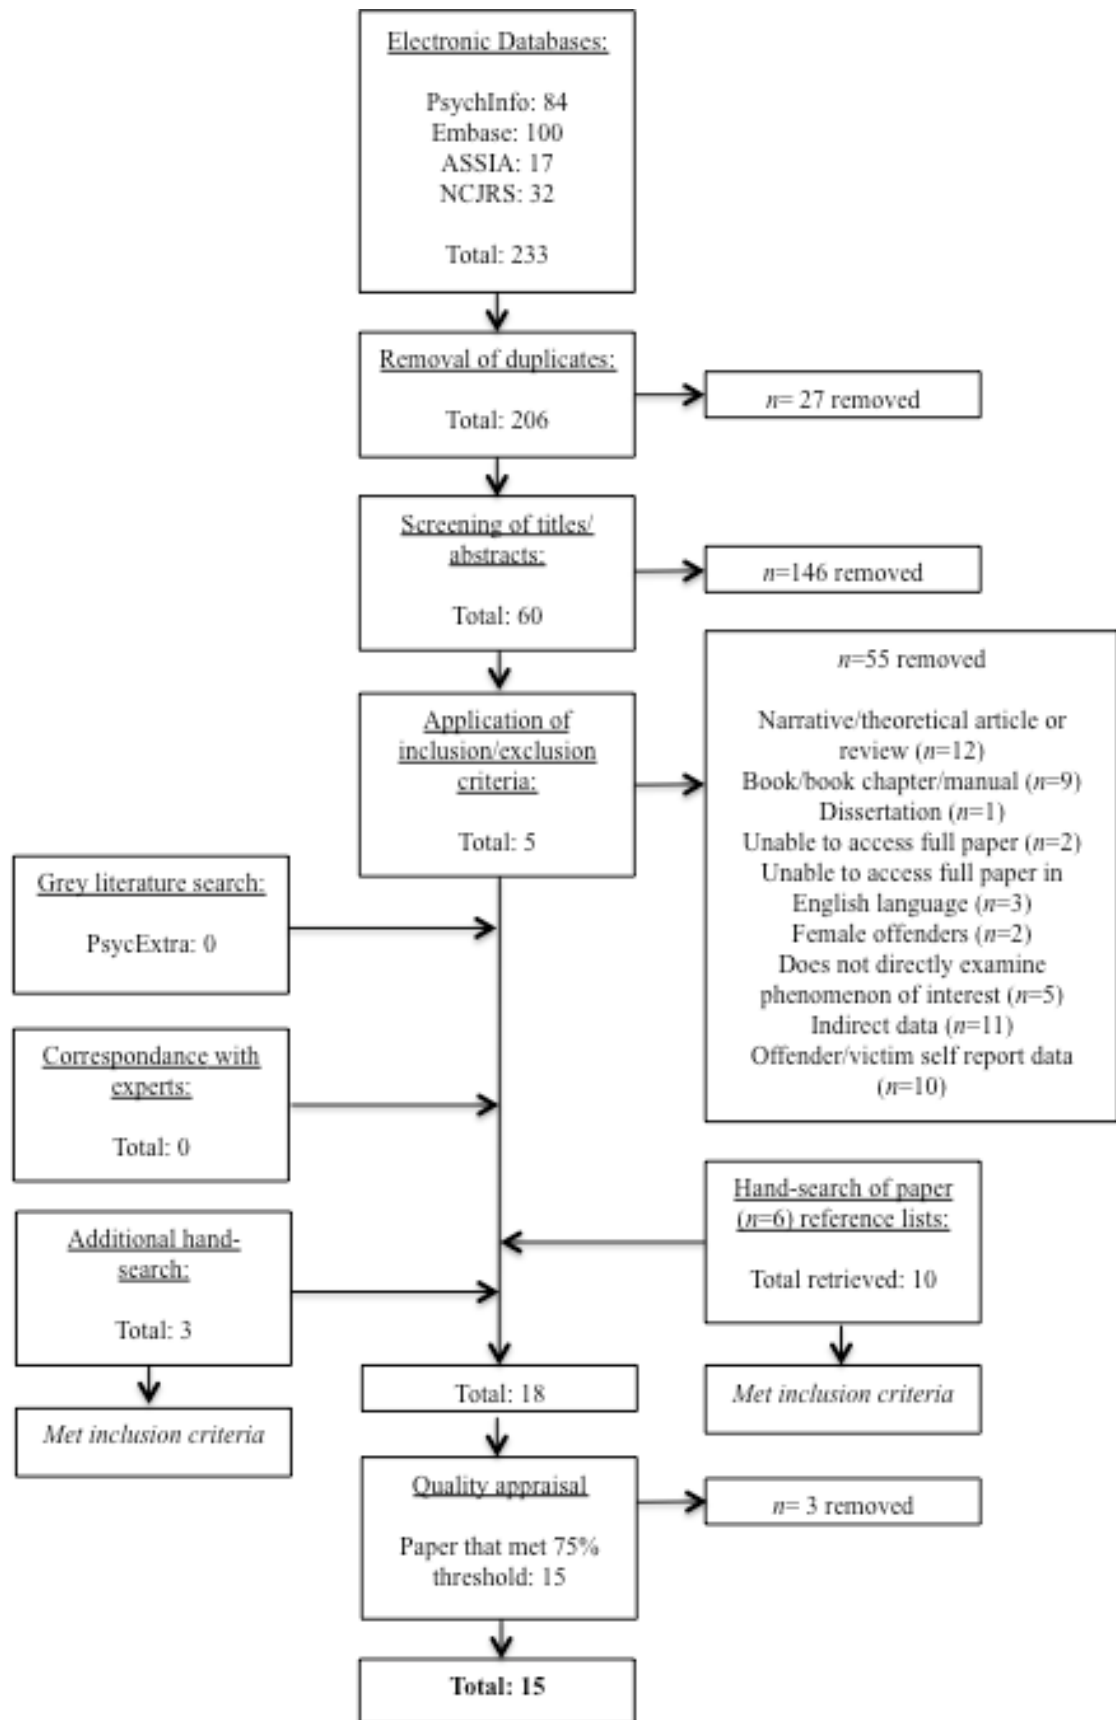 Electronic Databases:
PsychInfo: 84
Embase: 100
ASSIA: 17
NCJRS: 32
Total: 233
Removal of duplicates:
Total: 206
n= 27 removed
Screening of titles/
abstracts:
Total: 60
n=146 removed
Application of
inclusion/exclusion
criteria:
Total: 5
n=55 removed
Narrative/theoretical article or
review (n=12)
Book/book chapter/manual (n=9)
Dissertation (n=1)
Unable to access full paper (n=2)
Unable to access full paper in
English language (n=3)
Female offenders (n=2)
Does not directly examine
phenomenon of interest (n=5)
Indirect data (n=11)
Offender/victim self report data
(n=10)
Grey literature search:
PsycExtra: 0
Correspondance with
experts:
Total: 0
Hand-search of paper
(n=6) reference lists:
Total retrieved: 10
Met inclusion criteria
Additional hand-
search:
Total: 3
Met inclusion criteria
Total: 18
Quality appraisal
Paper that met 75%
threshold: 15
n= 3 removed
Total: 15